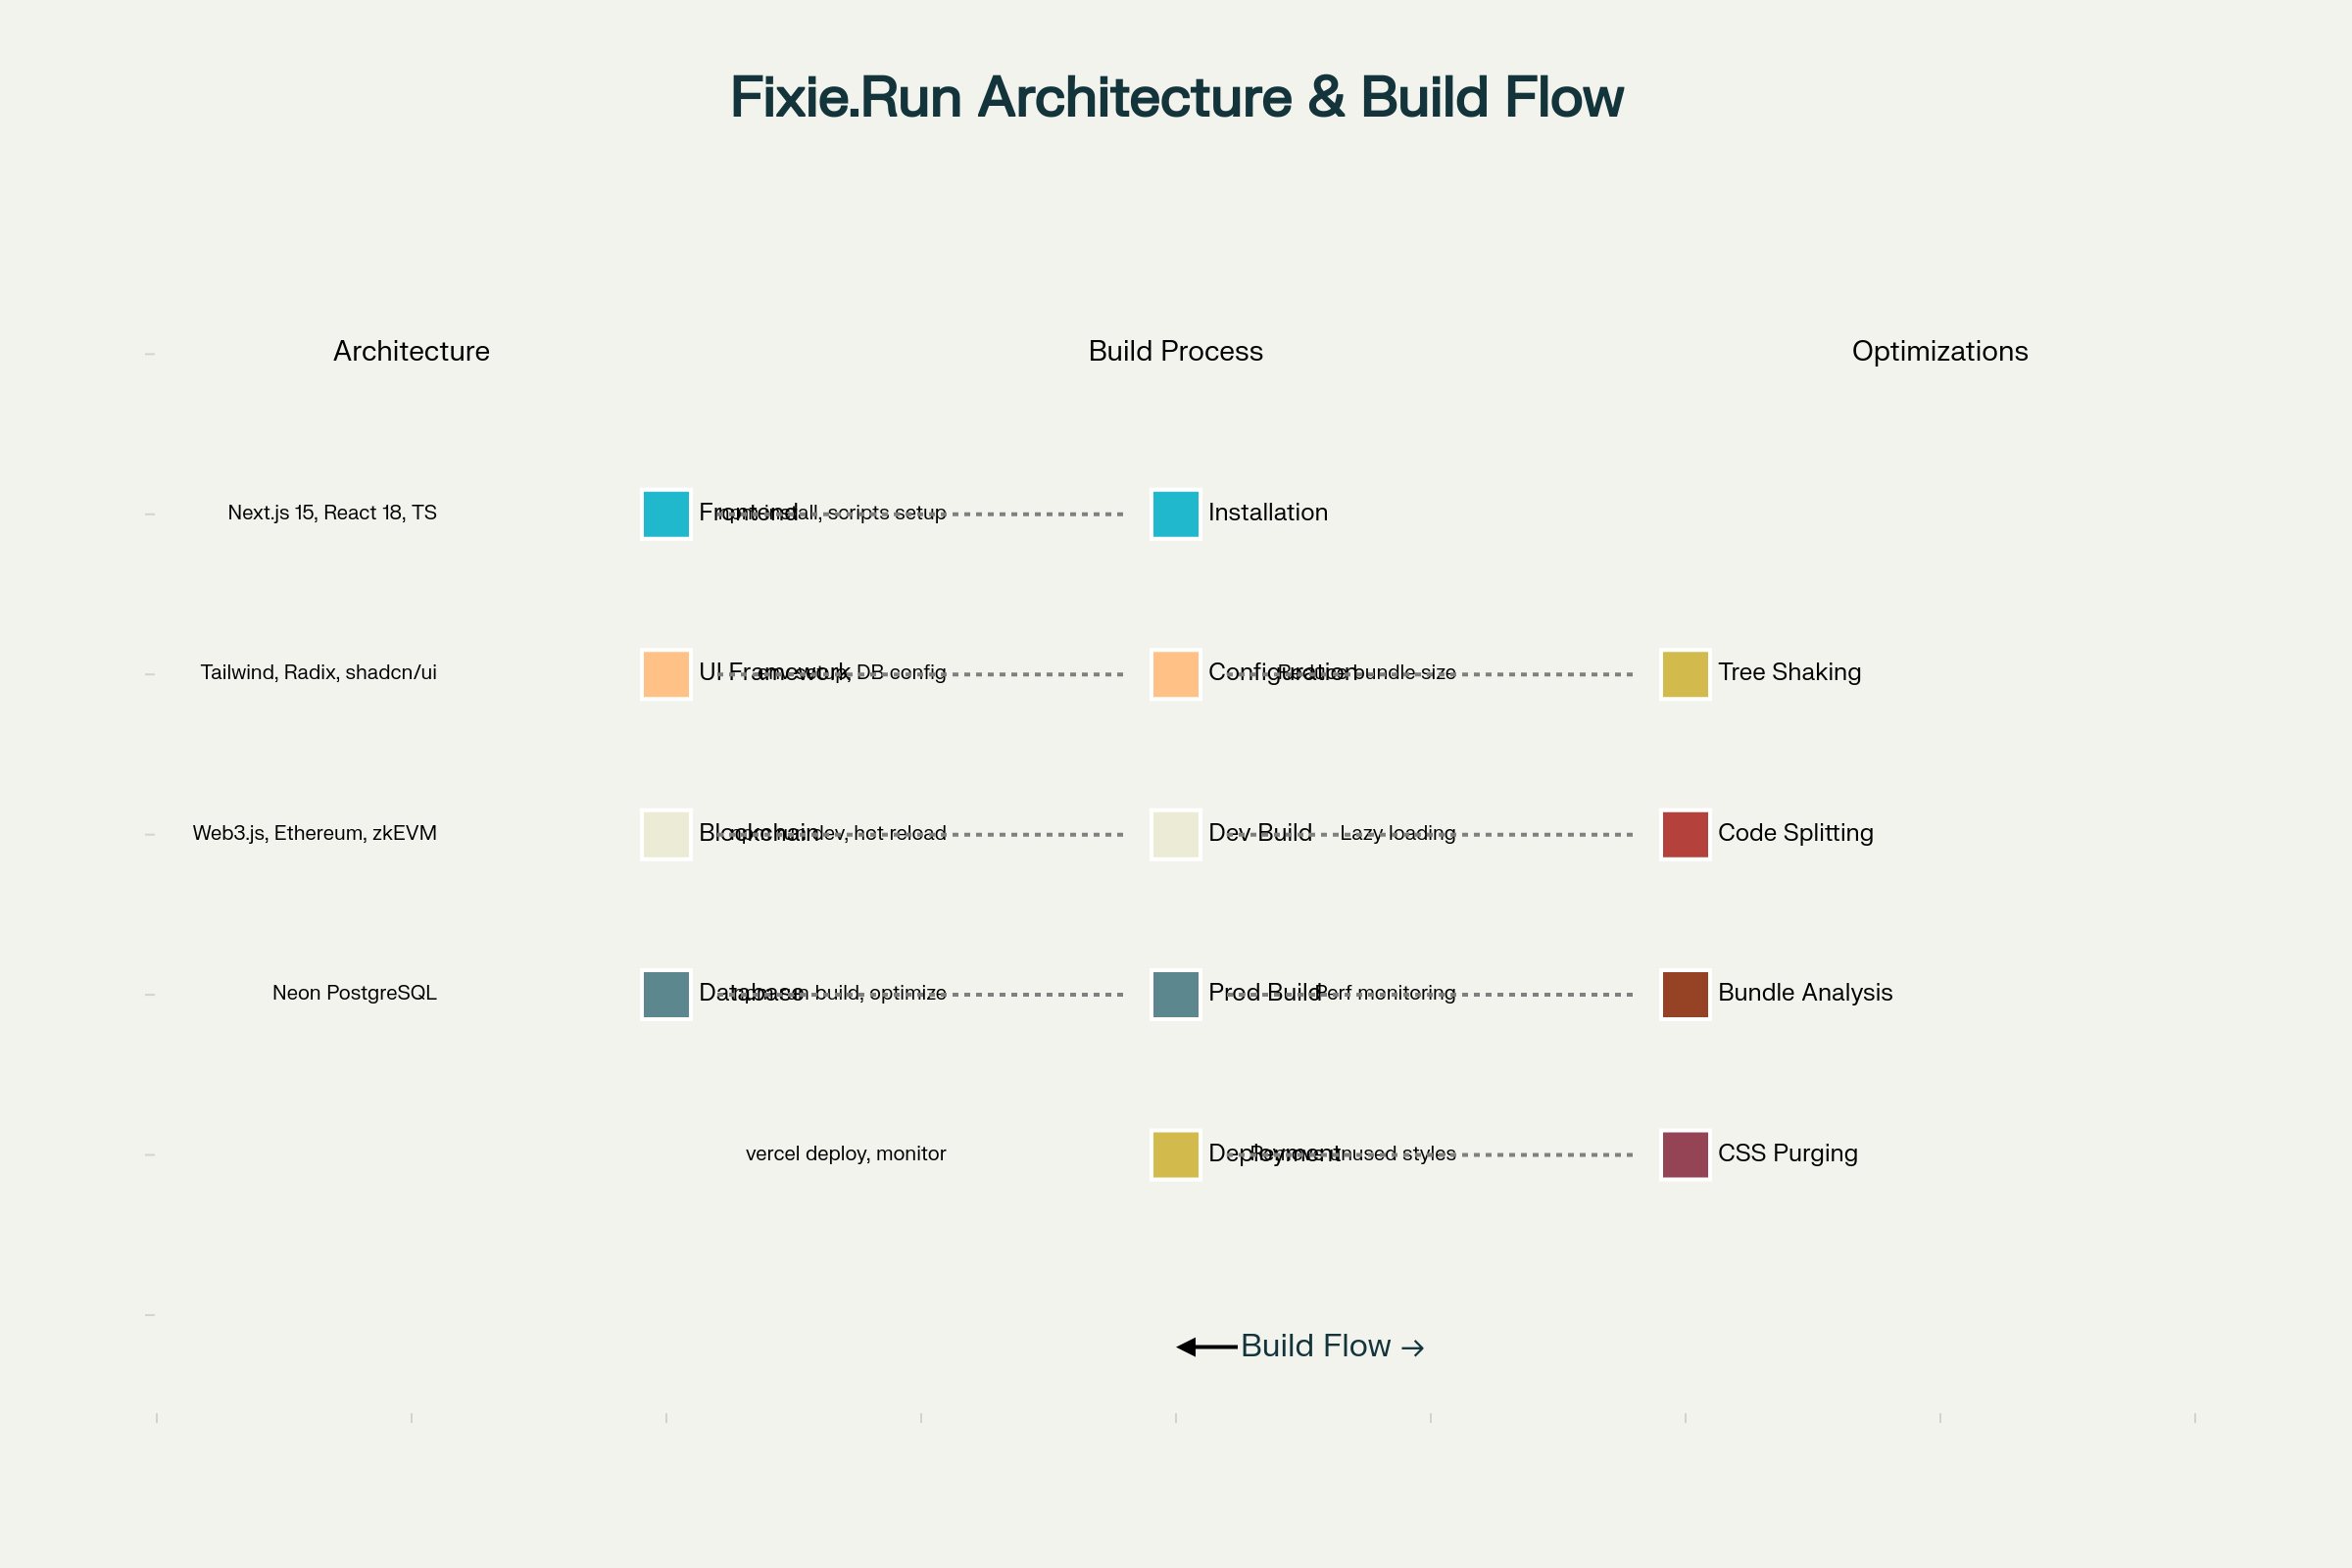 Fixie.Run Architecture & Build Flow
Architecture
Build Process
Optimizations
Next.js 15, React 18, TS
Frontend
npm install, scripts setup
Installation
Tailwind, Radix, shadcn/ui
UI Framework
env setup, DB config
Configuration
Reduce bundle size
Tree Shaking
Web3.js, Ethereum, zkEVM
Blockchain
npm run dev, hot reload
Dev Build
Lazy loading
Code Splitting
Neon PostgreSQL
Database
npm run build, optimize
Prod Build
Perf monitoring
Bundle Analysis
vercel deploy, monitor
Deployment
Remove unused styles
CSS Purging
Build Flow →